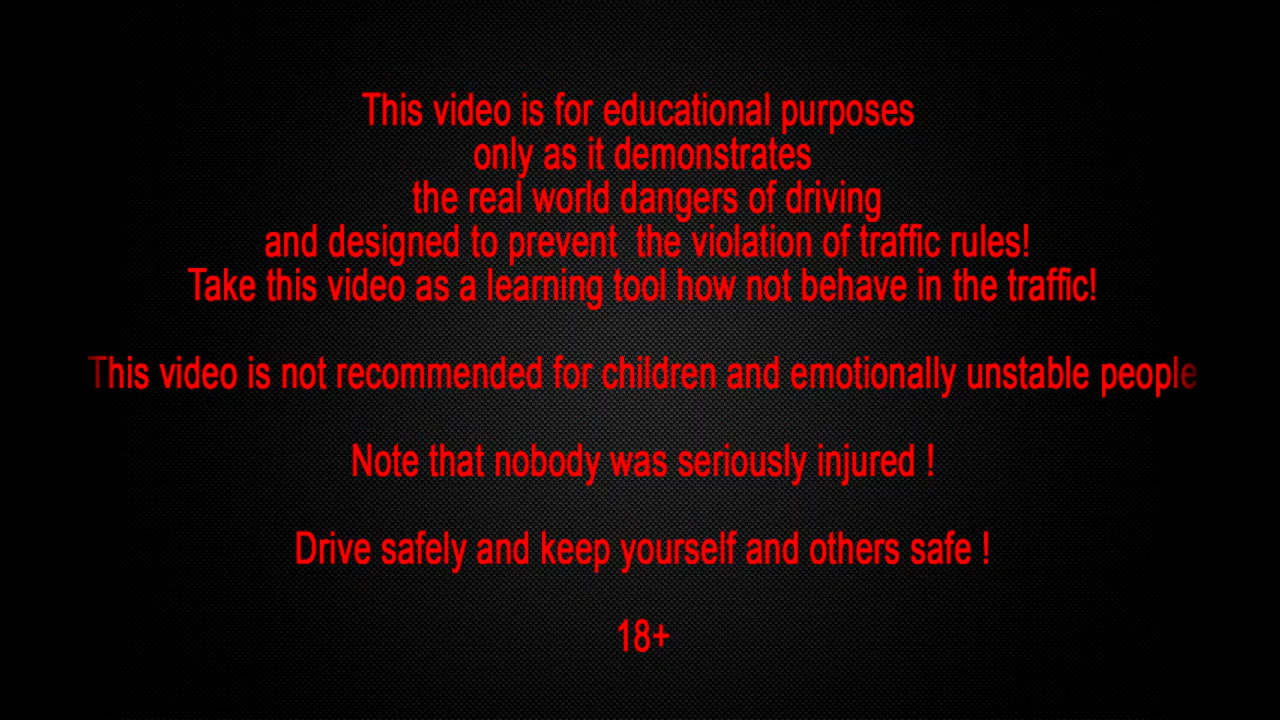 This video is for educational purposes
only as it demonstrates
the real world dangers of driving
and designed to prevent  the violation of traffic rules!
Take this video as a learning tool how not behave in the traffic!
This video is not recommended for children and emotionally unstable people
Note that nobody was seriously injured !
Drive safely and keep yourself and others safe !
18+